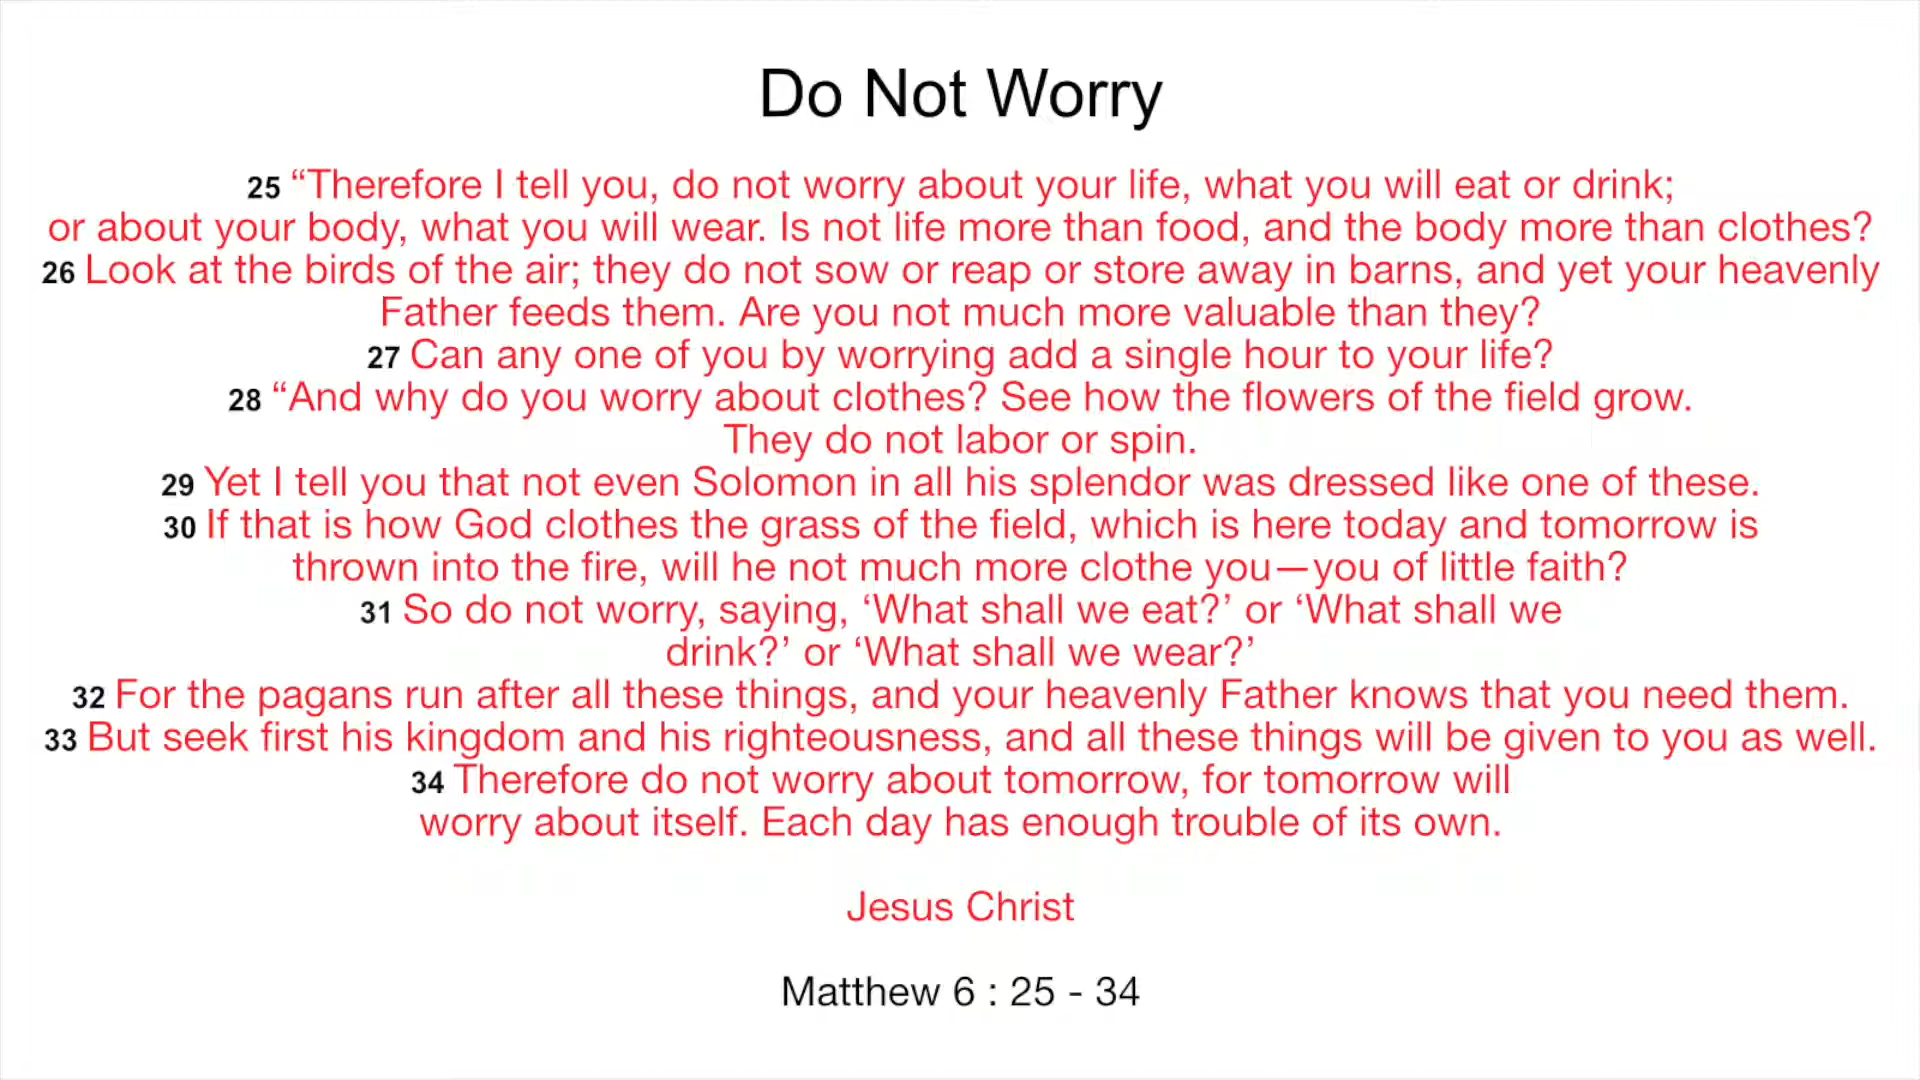 Do Not Worry
25 “Therefore I tell you, do not worry about your life, what you will eat or drink;
or about your body, what you will wear. Is not life more than food, and the body more than clothes?
26 Look at the birds of the air; they do not sow or reap or store away in barns, and yet your heavenly
Father feeds them. Are you not much more valuable than they?
27 Can any one of you by worrying add a single hour to your life?
28 “And why do you worry about clothes? See how the flowers of the field grow.
They do not labor or spin.
29 Yet I tell you that not even Solomon in all his splendor was dressed like one of these.
30 If that is how God clothes the grass of the field, which is here today and tomorrow is
thrown into the fire, will he not much more clothe you—you of little faith?
31 So do not worry, saying, ‘What shall we eat?’ or ‘What shall we
drink?’ or ‘What shall we wear?’
32 For the pagans run after all these things, and your heavenly Father knows that you need them.
33 But seek first his kingdom and his righteousness, and all these things will be given to you as well.
34 Therefore do not worry about tomorrow, for tomorrow will
worry about itself. Each day has enough trouble of its own.
Jesus Christ
Matthew 6 : 25 - 34